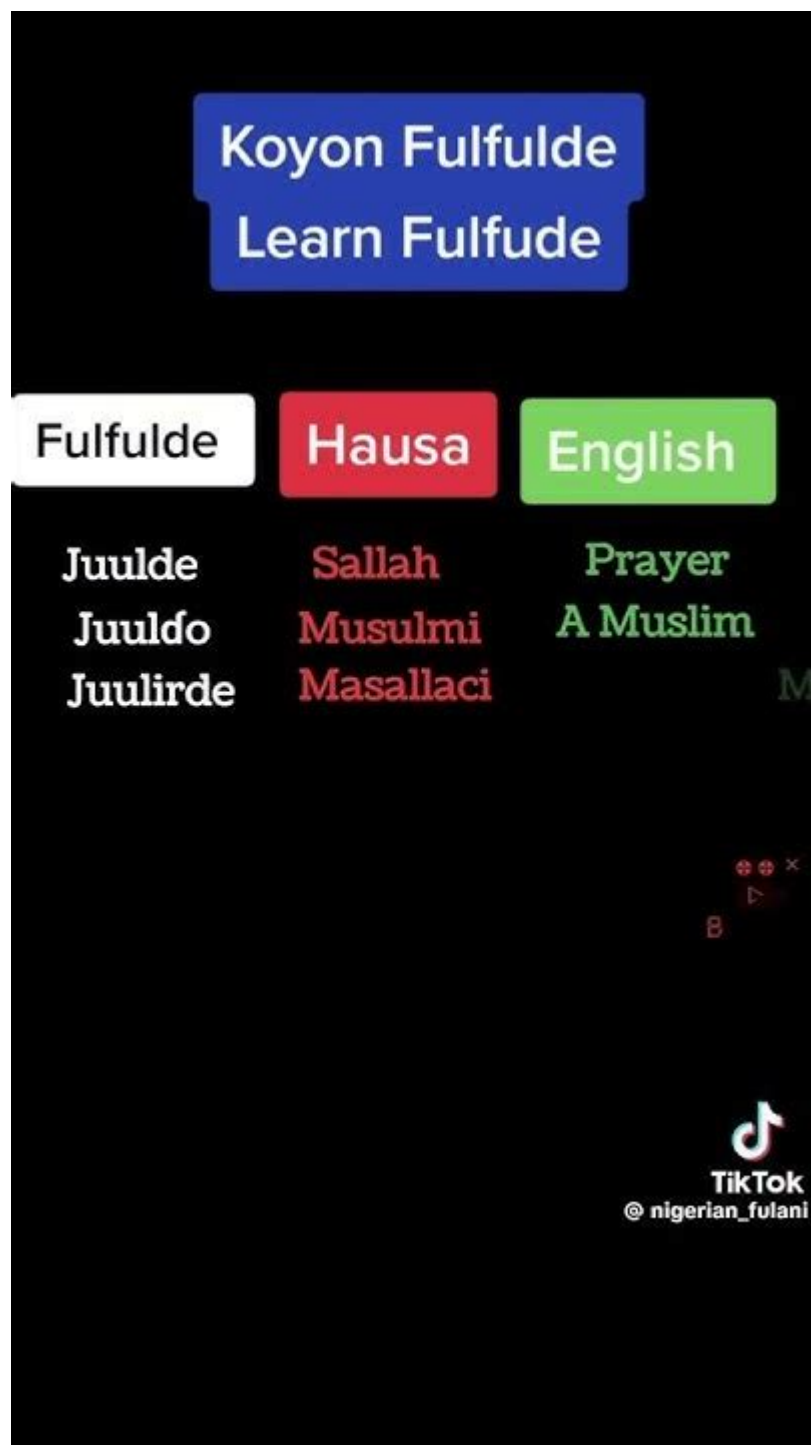 Koyon Fulfulde
Learn Fulfude
Fulfulde Hausa English
Juulde Sallah Prayer
Juulɗo Musulmi A Muslim
Juulirde Masallaci M
B
TikTok
@ nigerian_fulani